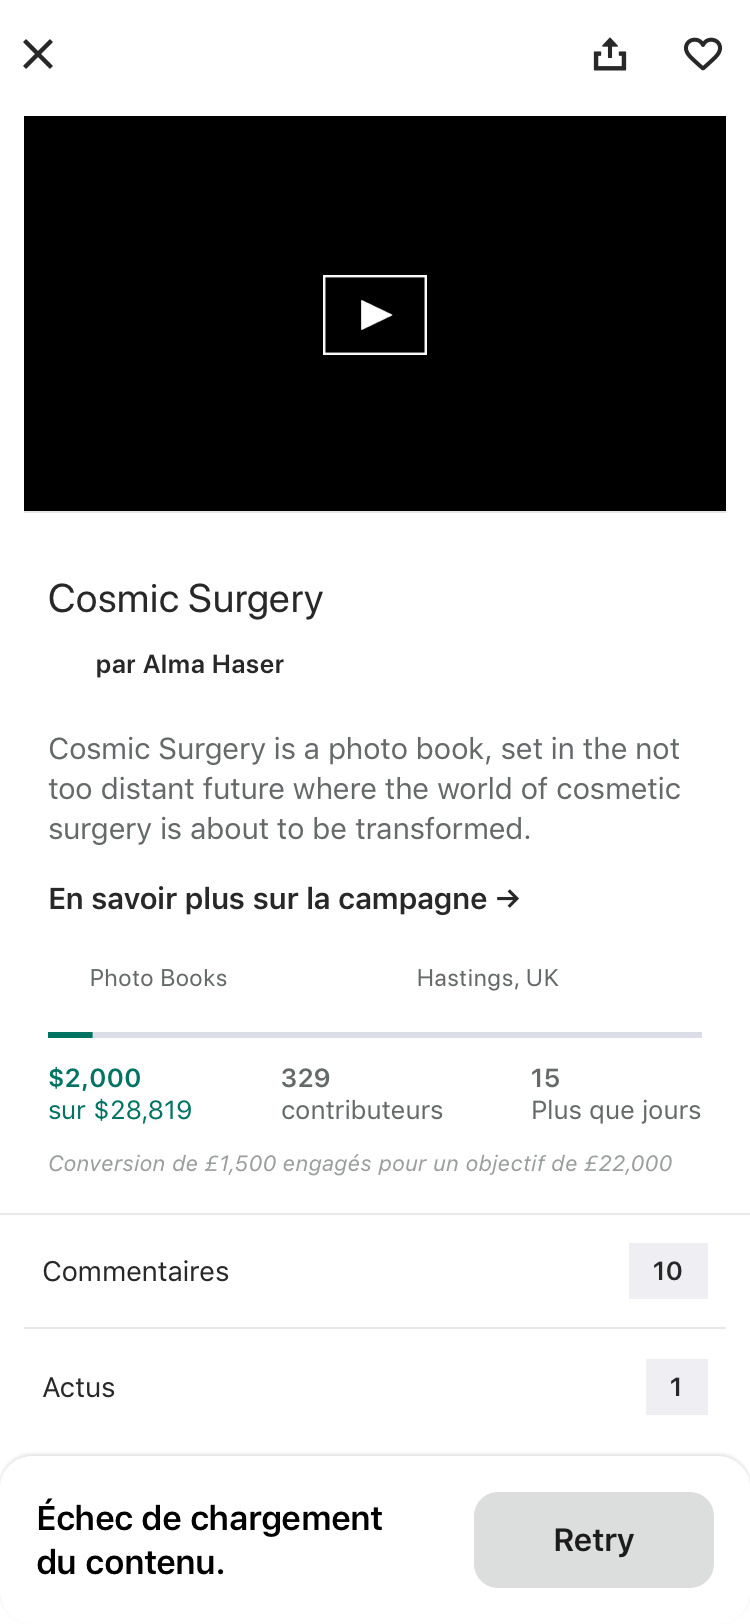 Cosmic Surgery
par Alma Haser
Cosmic Surgery is a photo book, set in the not
too distant future where the world of cosmetic
surgery is about to be transformed.
En savoir plus sur la campagne →
Photo Books
Hastings, UK
$2,000
sur $28,819
329
contributeurs
15
Plus que jours
Conversion de £1,500 engagés pour un objectif de £22,000
Commentaires
10
Actus
1
Échec de chargement
du contenu.
Retry